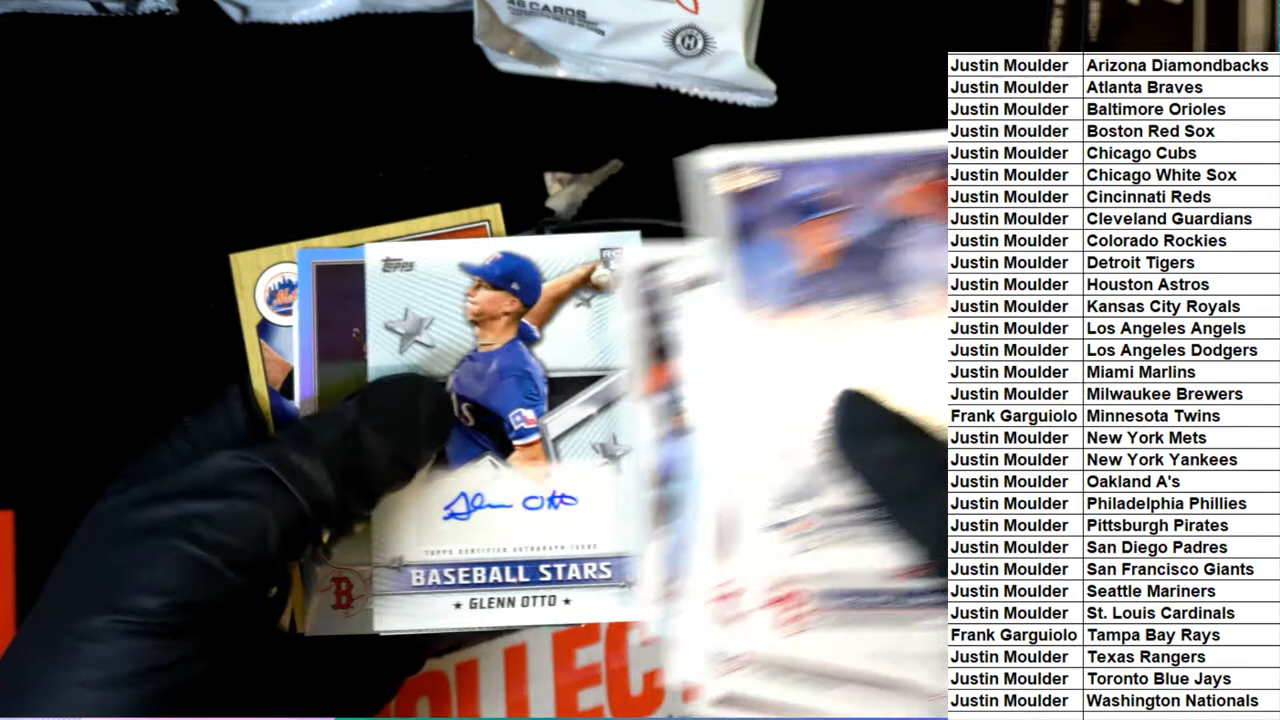 46 CARDS
H
TOPPS
RC
Mets
Glenn Otto
TOPPS CERTIFIED AUTOGRAPH ISSUE
BASEBALL STARS
★ GLENN OTTO ★
B
COLLEC
Justin Moulder Arizona Diamondbacks
Justin Moulder Atlanta Braves
Justin Moulder Baltimore Orioles
Justin Moulder Boston Red Sox
Justin Moulder Chicago Cubs
Justin Moulder Chicago White Sox
Justin Moulder Cincinnati Reds
Justin Moulder Cleveland Guardians
Justin Moulder Colorado Rockies
Justin Moulder Detroit Tigers
Justin Moulder Houston Astros
Justin Moulder Kansas City Royals
Justin Moulder Los Angeles Angels
Justin Moulder Los Angeles Dodgers
Justin Moulder Miami Marlins
Justin Moulder Milwaukee Brewers
Frank Garguiolo Minnesota Twins
Justin Moulder New York Mets
Justin Moulder New York Yankees
Justin Moulder Oakland A's
Justin Moulder Philadelphia Phillies
Justin Moulder Pittsburgh Pirates
Justin Moulder San Diego Padres
Justin Moulder San Francisco Giants
Justin Moulder Seattle Mariners
Justin Moulder St. Louis Cardinals
Frank Garguiolo Tampa Bay Rays
Justin Moulder Texas Rangers
Justin Moulder Toronto Blue Jays
Justin Moulder Washington Nationals